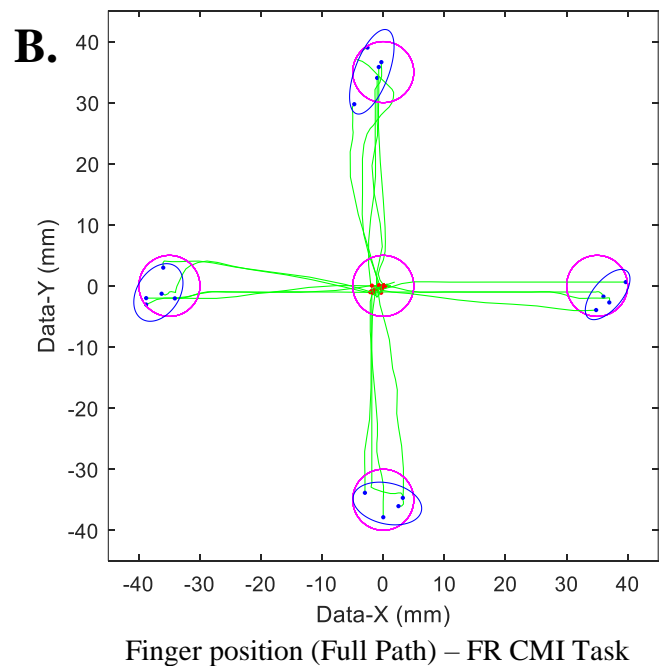 B.
40
30
20
10
0
-10
-20
-30
-40
Data-Y (mm)
-40 -30 -20 -10 0 10 20 30 40
Data-X (mm)
Finger position (Full Path) – FR CMI Task